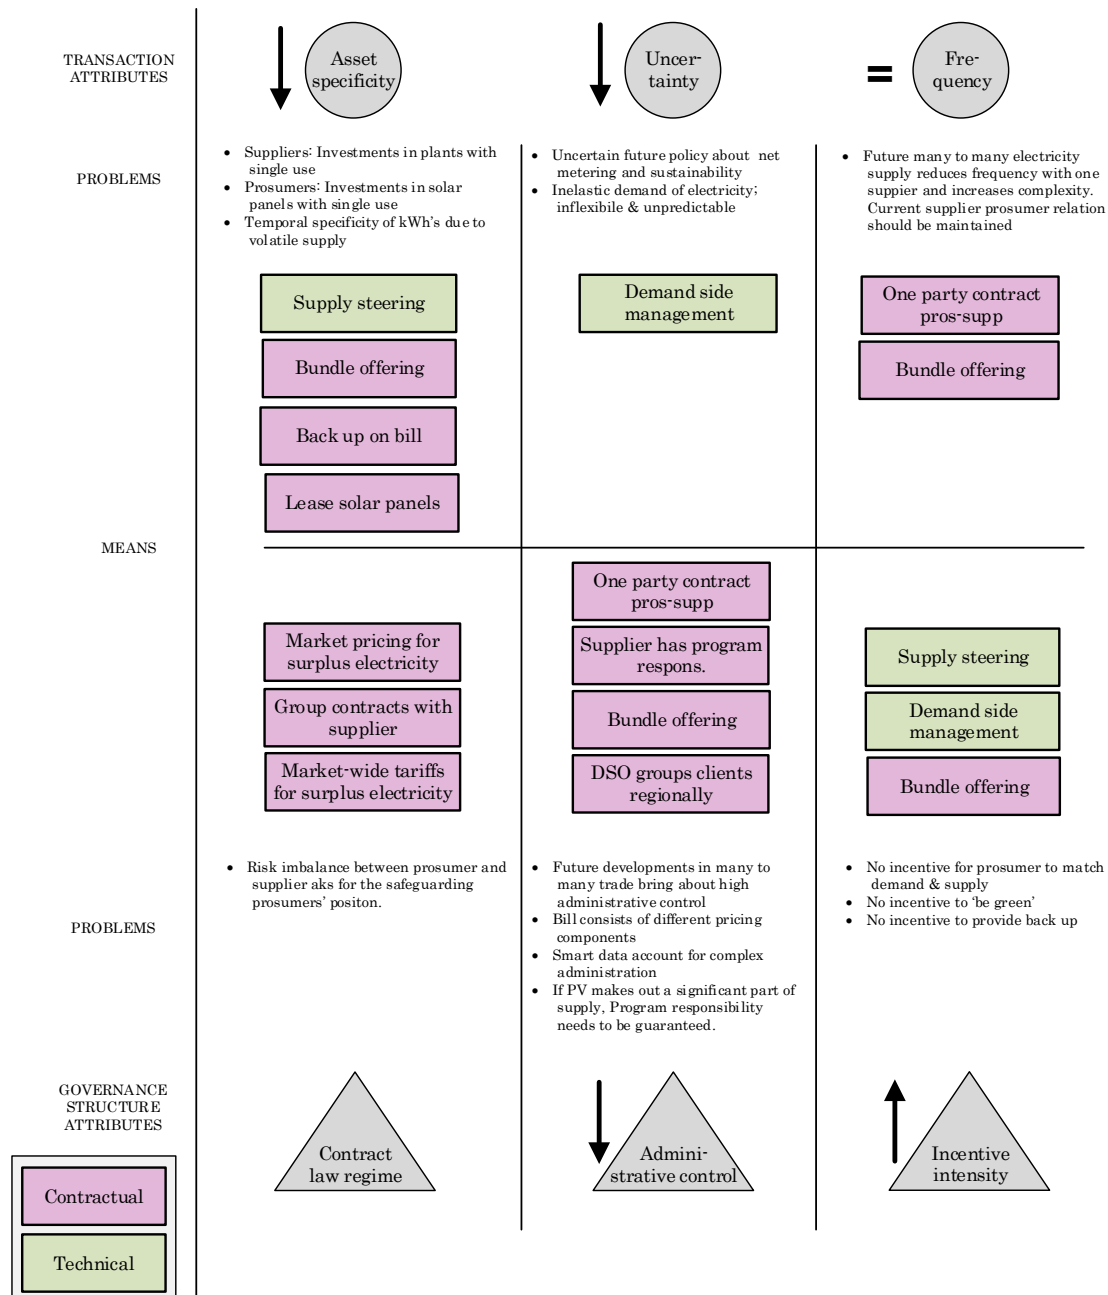 TRANSACTION
ATTRIBUTES
Asset
specificity
Uncer-
tainty
=
Fre-
quency
PROBLEMS
• Suppliers: Investments in plants with
single use
• Prosumers: Investments in solar
panels with single use
• Temporal specificity of kWh's due to
volatile supply
• Uncertain future policy about net
metering and sustainability
• Inelastic demand of electricity;
inflexibile & unpredictable
• Future many to many electricity
supply reduces frequency with one
suppier and increases complexity.
Current supplier prosumer relation
should be maintained
Supply steering
Bundle offering
Back up on bill
Lease solar panels
Demand side
management
One party contract
pros-supp
Bundle offering
MEANS
Market pricing for
surplus electricity
Group contracts with
supplier
Market-wide tariffs
for surplus electricity
One party contract
pros-supp
Supplier has program
respons.
Bundle offering
DSO groups clients
regionally
Supply steering
Demand side
management
Bundle offering
PROBLEMS
• Risk imbalance between prosumer and
supplier aks for the safeguarding
prosumers' positon.
• Future developments in many to
many trade bring about high
administrative control
• Bill consists of different pricing
components
• Smart data account for complex
administration
• If PV makes out a significant part of
supply, Program responsibility
needs to be guaranteed.
• No incentive for prosumer to match
demand & supply
• No incentive to 'be green'
• No incentive to provide back up
GOVERNANCE
STRUCTURE
ATTRIBUTES
Contract
law regime
Admini-
strative control
Incentive
intensity
Contractual
Technical